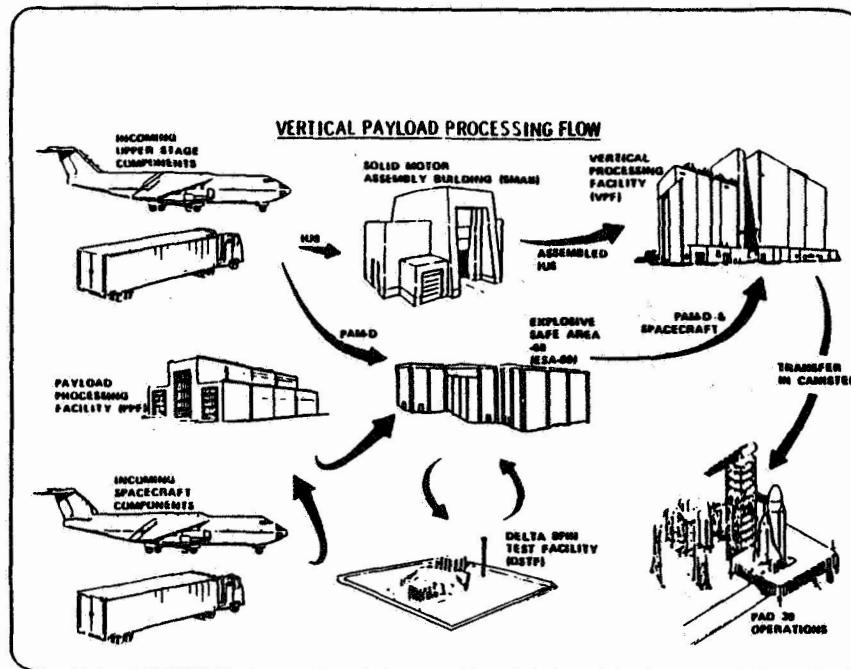 VERTICAL PAYLOAD PROCESSING FLOW
INCOMING
UPPER STAGE
COMPONENTS
SOLID MOTOR
ASSEMBLY BUILDING (SMAB)
VERTICAL
PROCESSING
FACILITY
(VPF)
IUS
ASSEMBLED
IUS
PAM-D
EXPLOSIVE
SAFE AREA
-60
(ESA-60)
PAM-D &
SPACECRAFT
TRANSFER
IN CANISTER
PAYLOAD
PROCESSING
FACILITY (PPF)
INCOMING
SPACECRAFT
COMPONENTS
DELTA SPIN
TEST FACILITY
(DSTF)
PAD 39
OPERATIONS